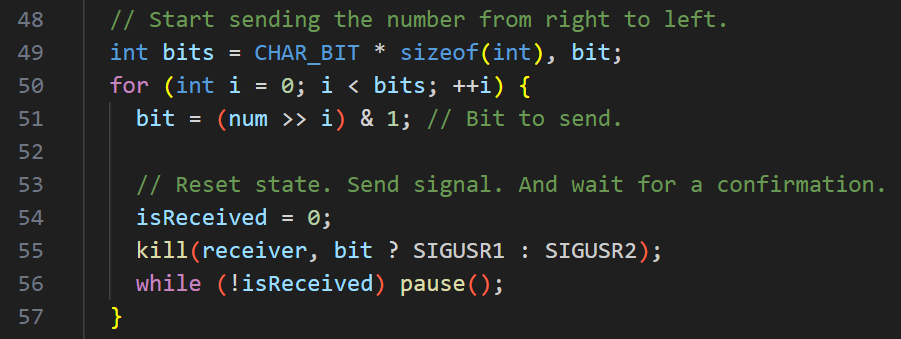 48 // Start sending the number from right to left.
49 int bits = CHAR_BIT * sizeof(int), bit;
50 for (int i = 0; i < bits; ++i) {
51 bit = (num >> i) & 1; // Bit to send.
52
53 // Reset state. Send signal. And wait for a confirmation.
54 isReceived = 0;
55 kill(receiver, bit ? SIGUSR1 : SIGUSR2);
56 while (!isReceived) pause();
57 }